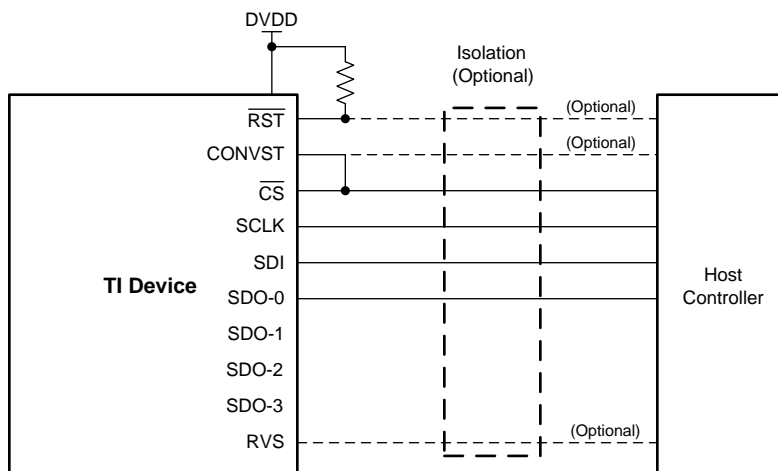 DVDD
Isolation
(Optional)
RST
(Optional)
CONVST
(Optional)
CS
SCLK
SDI
TI Device
SDO-0
Host
Controller
SDO-1
SDO-2
SDO-3
RVS
(Optional)